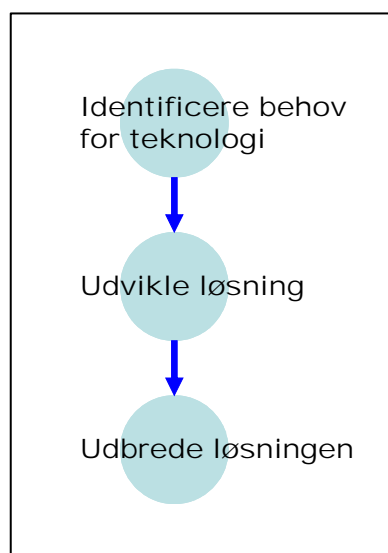 Identificere behov
for teknologi
Udvikle løsning
Udbrede løsningen